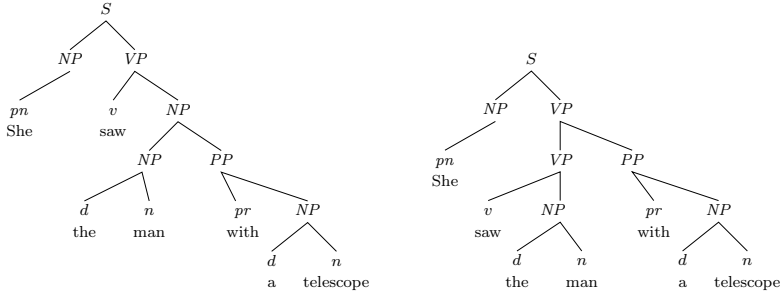 S
NP VP
pn v NP
She saw
NP PP
d n pr NP
the man with
d n
a telescope
S
NP VP
pn VP PP
She
v NP pr NP
saw with
d n d n
the man a telescope